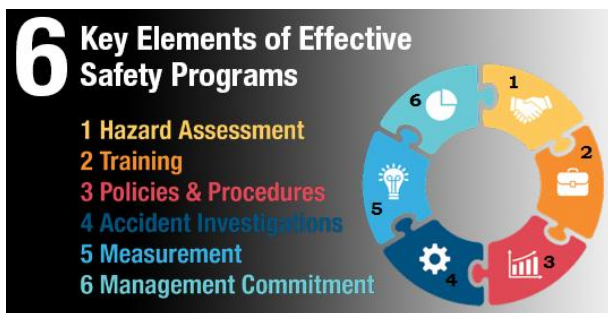 6 Key Elements of Effective
Safety Programs
1 Hazard Assessment
2 Training
3 Policies & Procedures
4 Accident Investigations
5 Measurement
6 Management Commitment
1
2
3
4
5
6